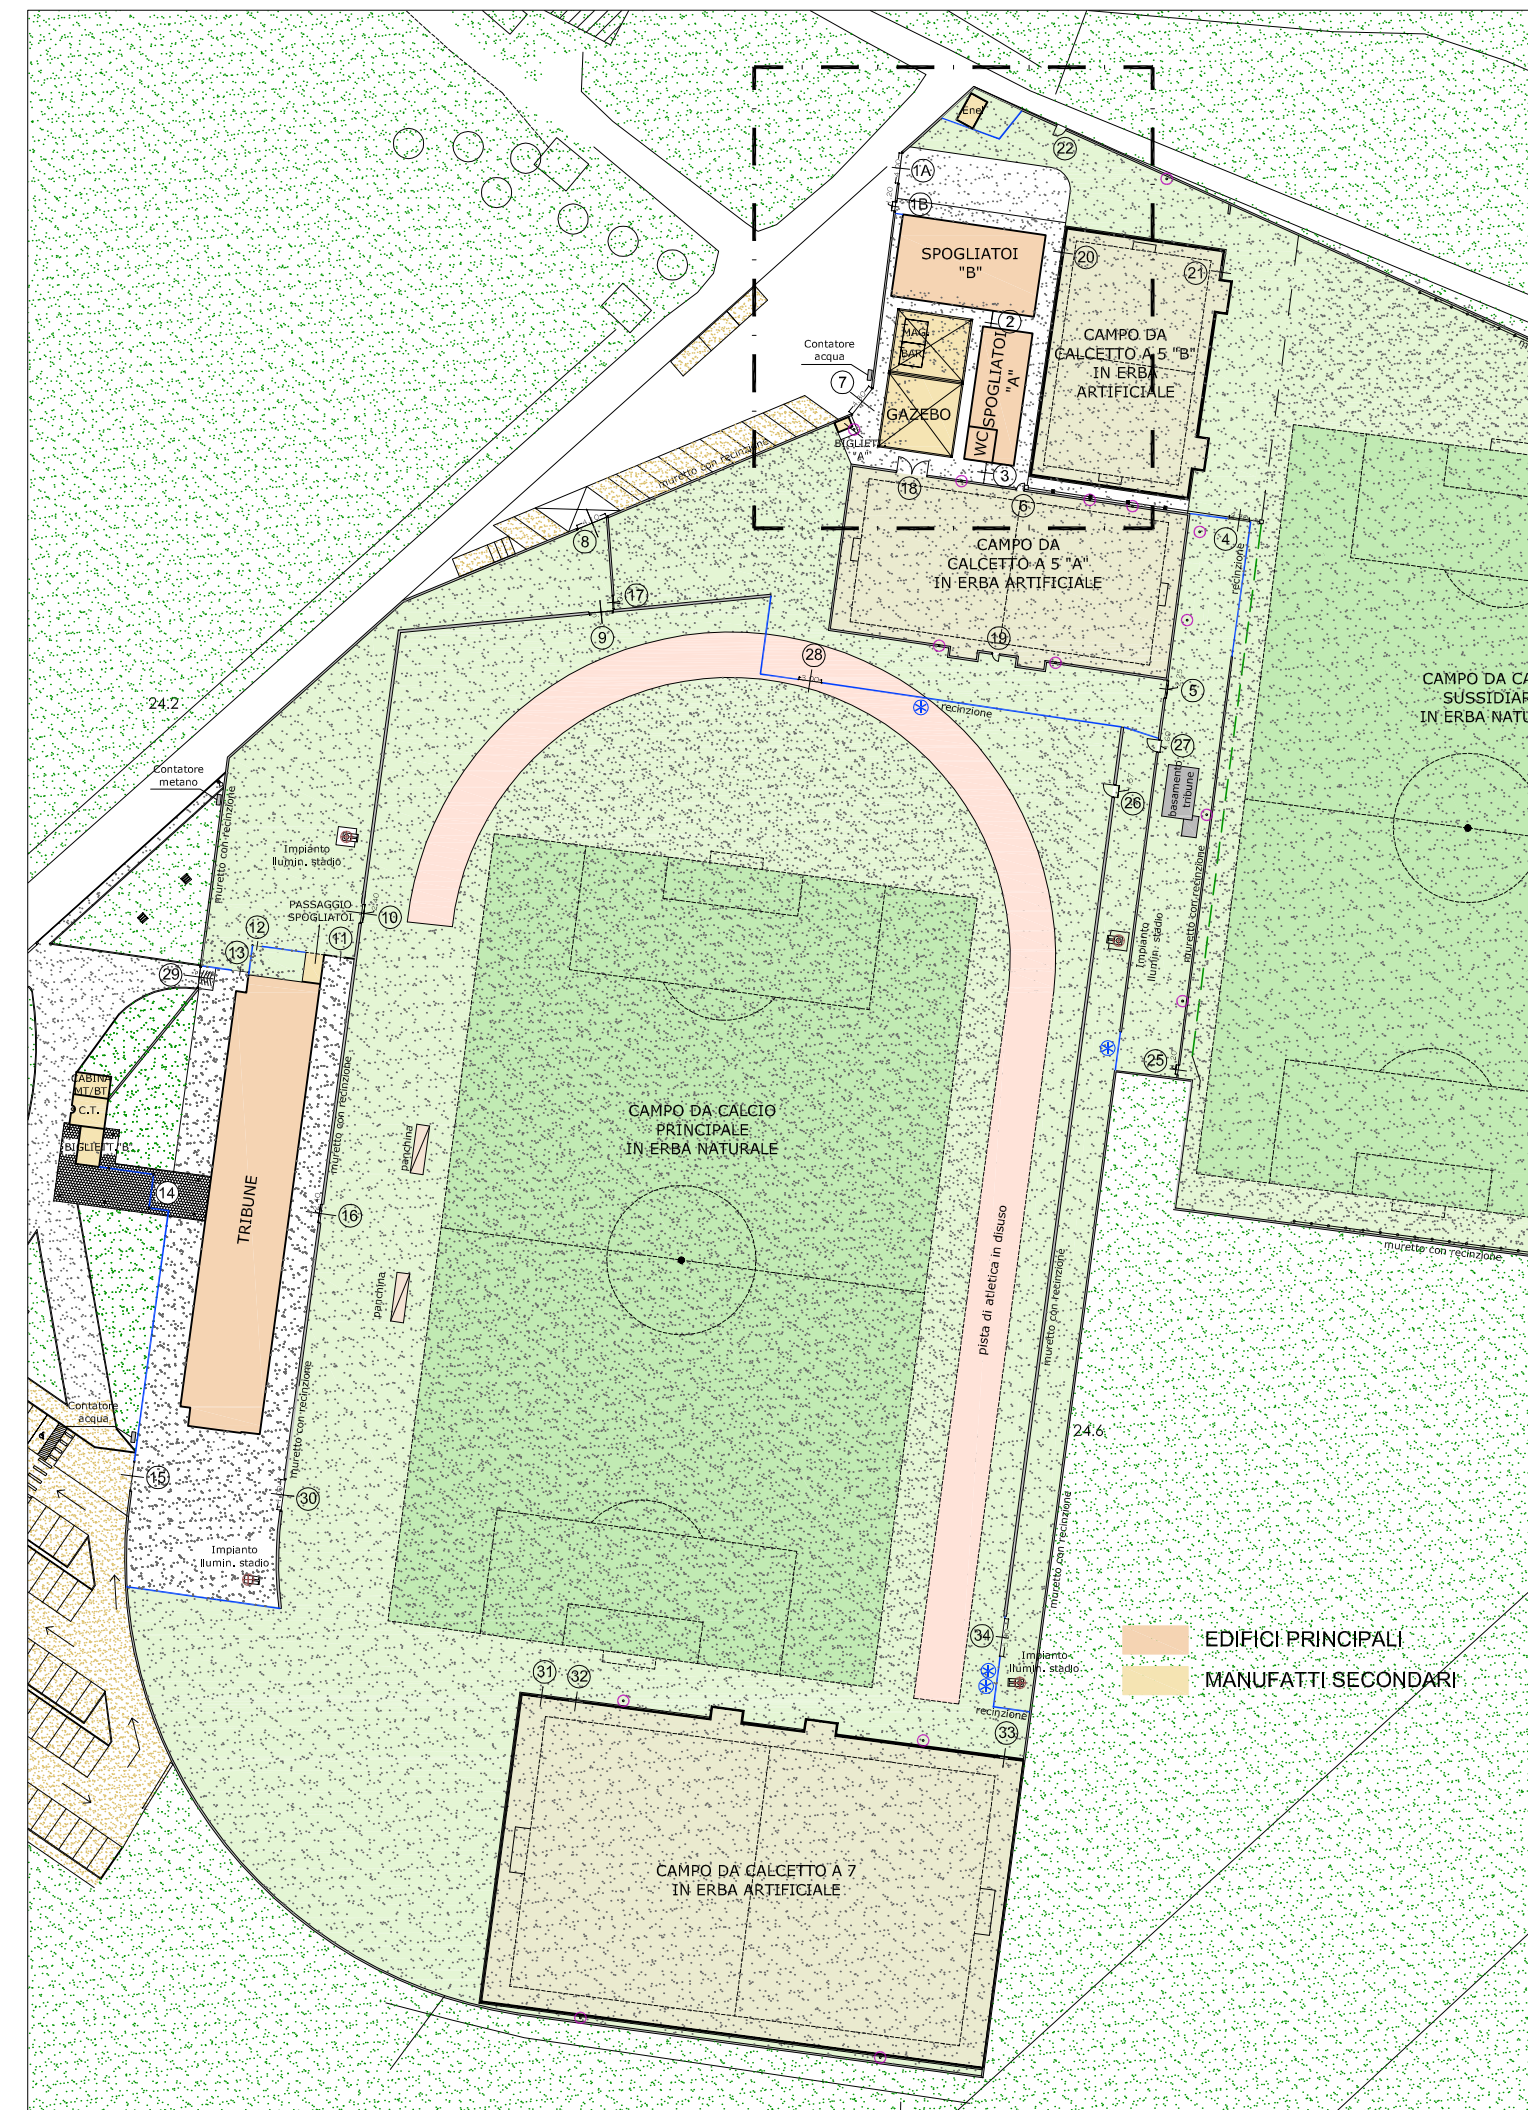 Enel
22
1A
1B
SPOGLIATOI
"B"
20
21
2
MAG.
BAR
CAMPO DA
CALCETTO A 5 "B"
IN ERBA
ARTIFICIALE
Contatore
acqua
7
SPOGLIATOI
"A"
GAZEBO
WC
"A"
muretto con recinzione
18
3
6
4
8
CAMPO DA
CALCETTO A 5 "A"
IN ERBA ARTIFICIALE
recinzione
17
9
19
28
5
24.2
recinzione
27
CAMPO DA CA
SUSSIDIAR
IN ERBA NATU
Contatore
metano
muretto con recinzione
basamento
tribune
26
Impianto
Ilumin. stadio
muretto con recinzione
PASSAGGIO
SPOGLIATOI
10
12
11
13
29
Impianto
Ilumin. stadio
25
CABINA
MT/BT
C.T.
BIGLIETT."B"
muretto con recinzione
CAMPO DA CALCIO
PRINCIPALE
IN ERBA NATURALE
panchina
14
TRIBUNE
16
pista di atletica in disuso
muretto con recinzione
muretto con recinzione
panchina
Contatore
acqua
muretto con recinzione
24.6
15
30
muretto con recinzione
Impianto
Ilumin. stadio
34
Impianto
Ilumin. stadio
EDIFICI PRINCIPALI
MANUFATTI SECONDARI
31
32
recinzione
33
CAMPO DA CALCETTO A 7
IN ERBA ARTIFICIALE